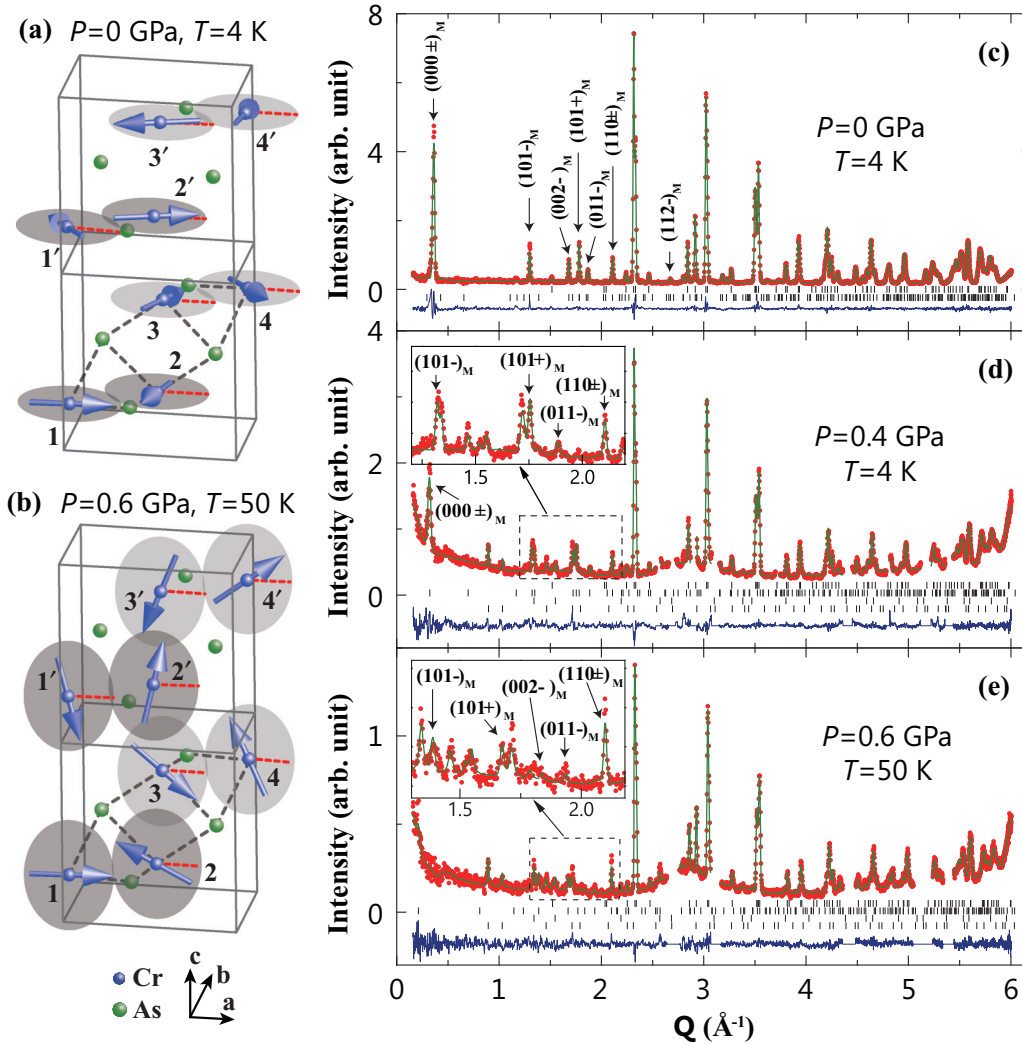 (a) P=0 GPa, T=4 K
3′
4′
2′
1′
3
4
2
1
(b) P=0.6 GPa, T=50 K
3′
4′
1′
2′
3
4
1
2
Cr
As
c
b
a
Intensity (arb. unit)
8
4
0
(c)
P=0 GPa
T=4 K
(000±)M
(101-)M
(002-)M
(101+)M
(011-)M
(110±)M
(112-)M
Intensity (arb. unit)
4
2
0
(d)
P=0.4 GPa
T=4 K
(101-)M
(101+)M
(011-)M
(110±)M
1.5
2.0
(000±)M
Intensity (arb. unit)
1
0
(e)
P=0.6 GPa
T=50 K
(101-)M
(101+)M
(002-)M
(011-)M
(110±)M
1.5
2.0
0 1 2 3 4 5 6
Q (Å⁻¹)